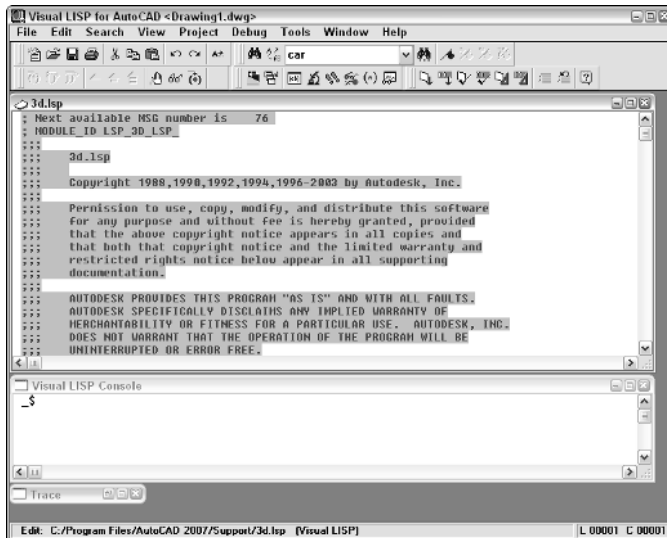 Visual LISP for AutoCAD <Drawing1.dwg>
File Edit Search View Project Debug Tools Window Help
car
3d.lsp
; Next available MSG number is 76
; MODULE_ID LSP_3D_LSP_
;;;
;;; 3d.lsp
;;;
;;; Copyright 1988,1990,1992,1994,1996-2003 by Autodesk, Inc.
;;;
;;; Permission to use, copy, modify, and distribute this software
;;; for any purpose and without fee is hereby granted, provided
;;; that the above copyright notice appears in all copies and
;;; that both that copyright notice and the limited warranty and
;;; restricted rights notice below appear in all supporting
;;; documentation.
;;;
;;; AUTODESK PROVIDES THIS PROGRAM "AS IS" AND WITH ALL FAULTS.
;;; AUTODESK SPECIFICALLY DISCLAIMS ANY IMPLIED WARRANTY OF
;;; MERCHANTABILITY OR FITNESS FOR A PARTICULAR USE. AUTODESK, INC.
;;; DOES NOT WARRANT THAT THE OPERATION OF THE PROGRAM WILL BE
;;; UNINTERRUPTED OR ERROR FREE.
Visual LISP Console
_$
Trace
Edit: C:/Program Files/AutoCAD 2007/Support/3d.lsp (Visual LISP) L 00001 C 00001